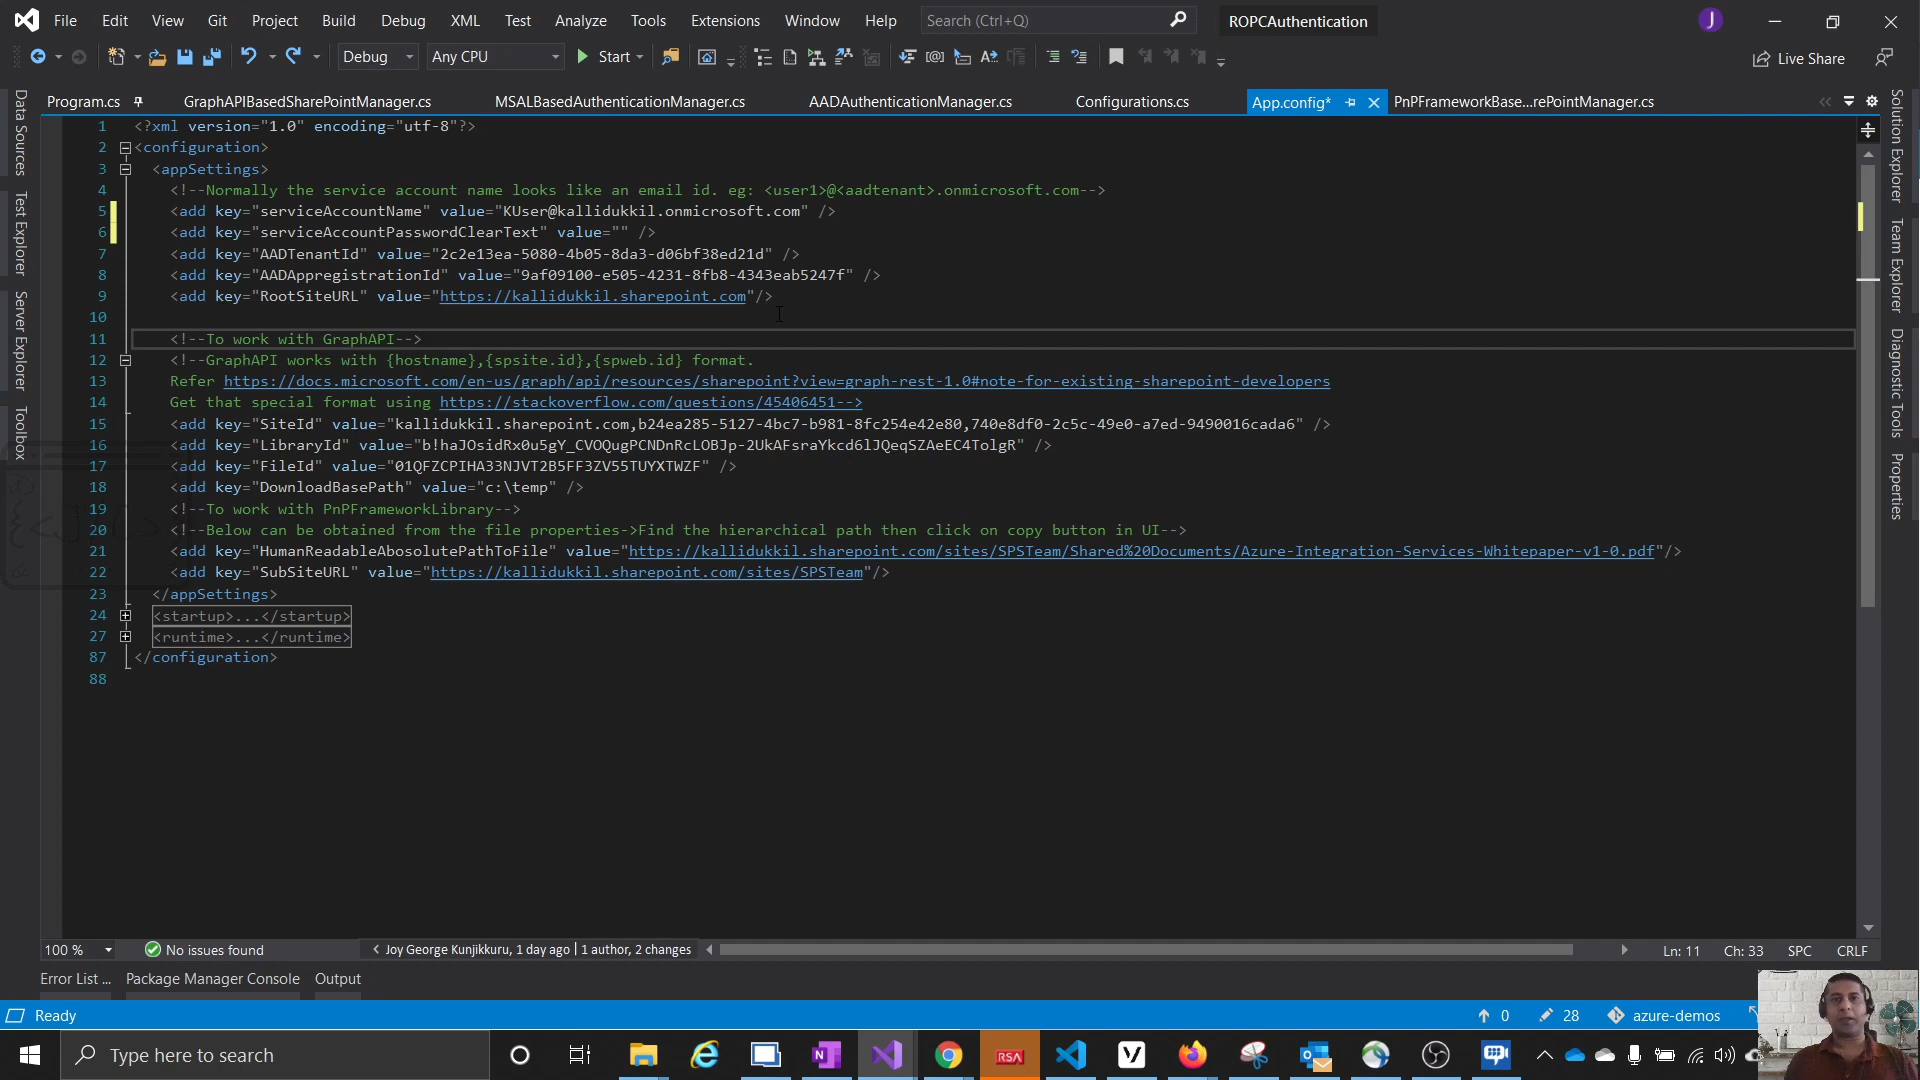 File Edit View Git Project Build Debug XML Test Analyze Tools Extensions Window Help Search (Ctrl+Q) ROPCAuthentication J
Debug Any CPU Start Live Share
Program.cs GraphAPIBasedSharePointManager.cs MSALBasedAuthenticationManager.cs AADAuthenticationManager.cs Configurations.cs App.config* PnPFrameworkBase...rePointManager.cs
Data Sources
Test Explorer
Server Explorer
Toolbox
1 <?xml version="1.0" encoding="utf-8"?>
2 <configuration>
3 <appSettings>
4 <!--Normally the service account name looks like an email id. eg: <user1>@<aadtenant>.onmicrosoft.com-->
5 <add key="serviceAccountName" value="KUser@kallidukkil.onmicrosoft.com" />
6 <add key="serviceAccountPasswordClearText" value="" />
7 <add key="AADTenantId" value="2c2e13ea-5080-4b05-8da3-d06bf38ed21d" />
8 <add key="AADAppregistrationId" value="9af09100-e505-4231-8fb8-4343eab5247f" />
9 <add key="RootSiteURL" value="https://kallidukkil.sharepoint.com"/>
10
11 <!--To work with GraphAPI-->
12 <!--GraphAPI works with {hostname},{spsite.id},{spweb.id} format.
13 Refer https://docs.microsoft.com/en-us/graph/api/resources/sharepoint?view=graph-rest-1.0#note-for-existing-sharepoint-developers
14 Get that special format using https://stackoverflow.com/questions/45406451-->
15 <add key="SiteId" value="kallidukkil.sharepoint.com,b24ea285-5127-4bc7-b981-8fc254e42e80,740e8df0-2c5c-49e0-a7ed-9490016cada6" />
16 <add key="LibraryId" value="b!haJOsidRx0u5gY_CVOQugPCNDnRcLOBJp-2UkAFsraYkcd6lJQeqSZAeEC4TolgR" />
17 <add key="FileId" value="01QFZCPIHA33NJVT2B5FF3ZV55TUYXTWZF" />
18 <add key="DownloadBasePath" value="c:\temp" />
19 <!--To work with PnPFrameworkLibrary-->
20 <!--Below can be obtained from the file properties->Find the hierarchical path then click on copy button in UI-->
21 <add key="HumanReadableAbosolutePathToFile" value="https://kallidukkil.sharepoint.com/sites/SPSTeam/Shared%20Documents/Azure-Integration-Services-Whitepaper-v1-0.pdf"/>
22 <add key="SubSiteURL" value="https://kallidukkil.sharepoint.com/sites/SPSTeam"/>
23 </appSettings>
24 <startup>...</startup>
27 <runtime>...</runtime>
87 </configuration>
88
Solution Explorer
Team Explorer
Diagnostic Tools
Properties
100 % No issues found Joy George Kunjikkuru, 1 day ago | 1 author, 2 changes Ln: 11 Ch: 33 SPC CRLF
Error List ... Package Manager Console Output
Ready 0 28 azure-demos
Type here to search RSA